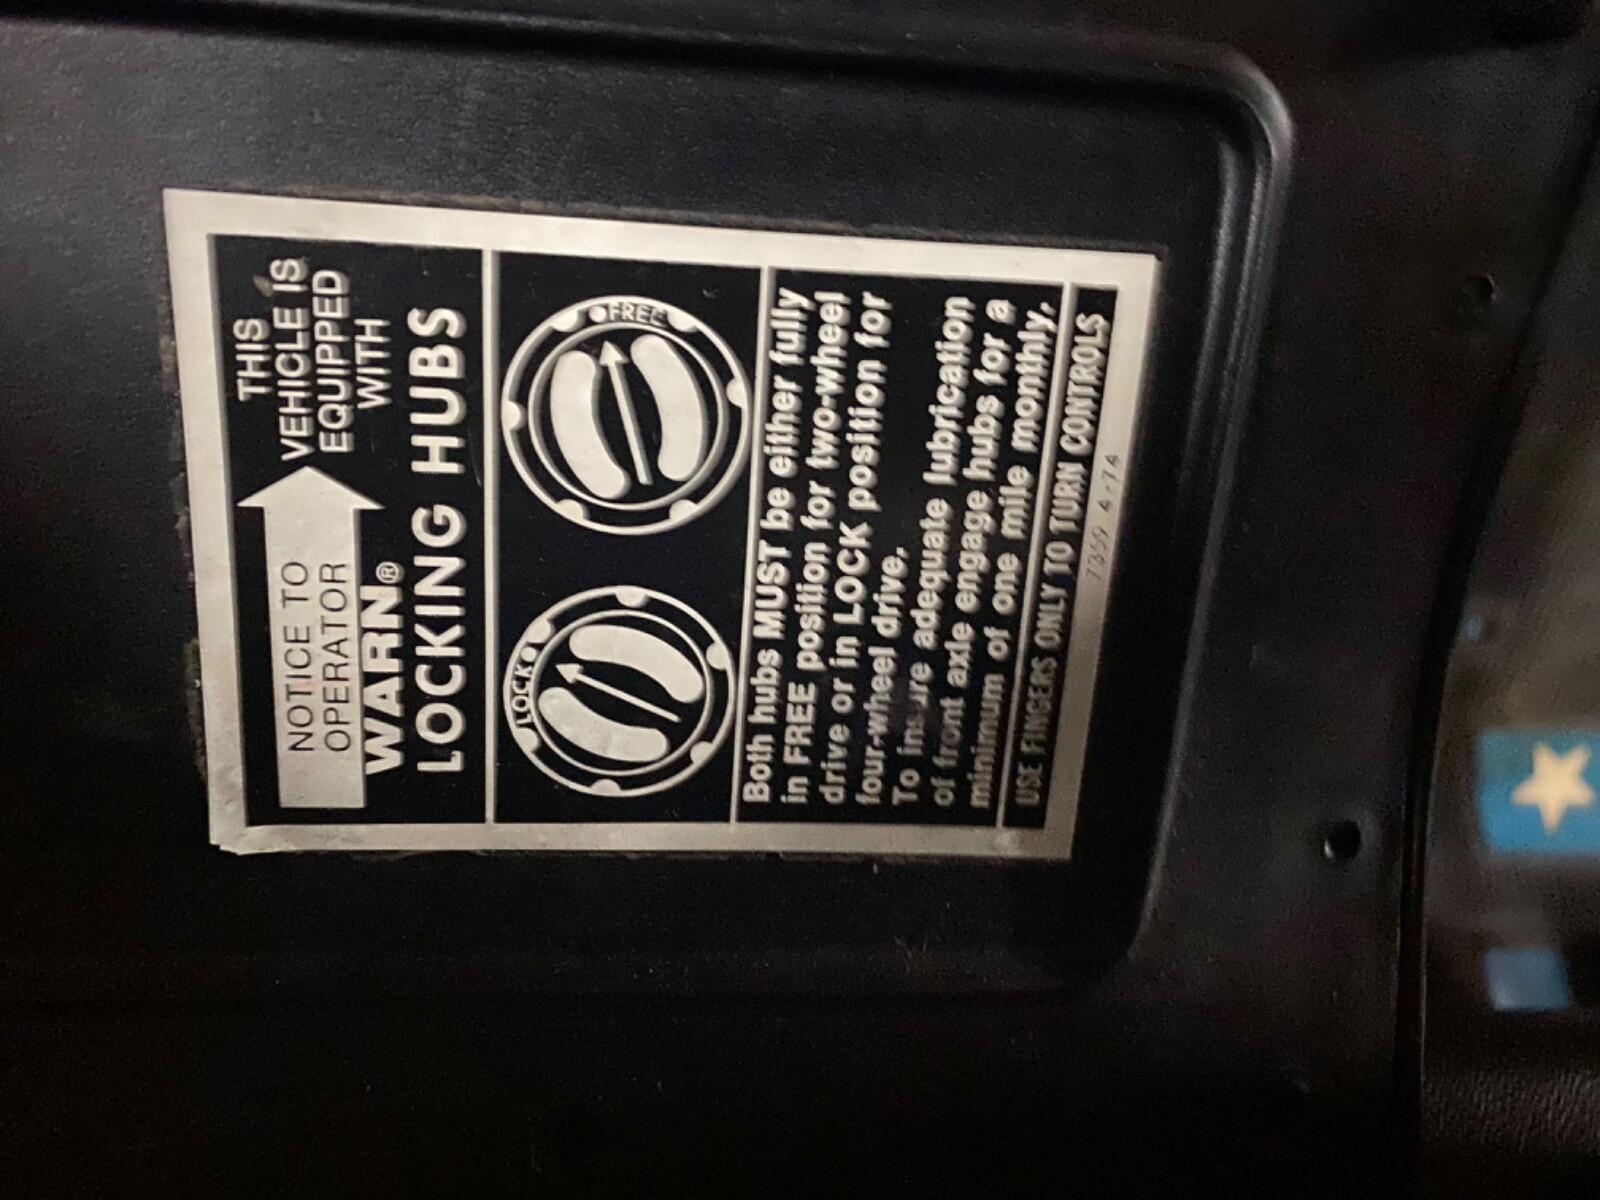 NOTICE TO
OPERATOR
THIS
VEHICLE IS
EQUIPPED
WITH
WARN®
LOCKING HUBS
LOCK
FREE
Both hubs MUST be either fully
in FREE position for two-wheel
drive or in LOCK position for
four-wheel drive.
To insure adequate lubrication
of front axle engage hubs for a
minimum of one mile monthly.
USE FINGERS ONLY TO TURN CONTROLS
7359 4-74